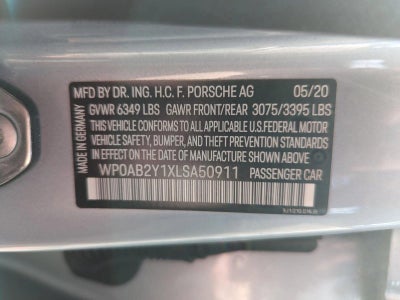 MFD BY DR. ING. H.C. F. PORSCHE AG 05/20
GVWR 6349 LBS GAWR FRONT/REAR 3075/3395 LBS
THIS VEHICLE CONFORMS TO ALL APPLICABLE U.S.FEDERAL MOTOR
VEHICLE SAFETY, BUMPER, AND THEFT PREVENTION STANDARDS
IN EFFECT ON THE DATE OF MANUFACTURE SHOWN ABOVE.
WP0AB2Y1XLSA50911 PASSENGER CAR
MADE IN GERMANY